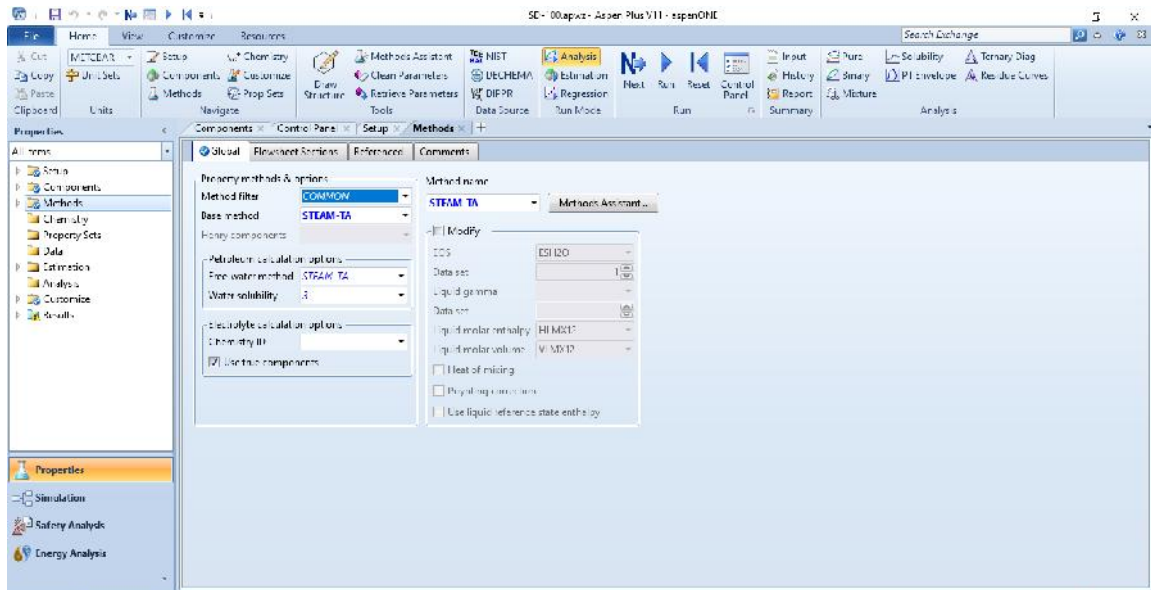 SD-100.apwz - Aspen Plus V11 - aspenONE
File Home View Customize Resources Search Exchange
Cut METCBAR Setup Chemistry Methods Assistant NIST Analysis Input Pure Solubility Ternary Diag
Copy Unit Sets Components Customize Draw Structure Clean Parameters DECHEMA Estimation Next Run Reset Control Panel History Binary PT Envelope Residue Curves
Paste Methods Prop Sets Retrieve Parameters DIPPR Regression Report Mixture
Clipboard Units Navigate Tools Data Source Run Mode Run Summary Analysis
Properties Components Control Panel Setup Methods +
All Items Global Flowsheet Sections Referenced Comments
Setup
Components
Methods
Chemistry
Property Sets
Data
Estimation
Analysis
Customize
Results
Property methods & options
Method filter COMMON
Base method STEAM-TA
Henry components
Petroleum calculation options
Free-water method STEAM-TA
Water solubility 3
Electrolyte calculation options
Chemistry ID
Use true components
Method name
STEAM-TA Methods Assistant...
Modify
EOS ESH2O
Data set 1
Liquid gamma
Data set
Liquid molar enthalpy
Liquid molar volume
Heat of mixing
Poynting correction
Use liquid reference state enthalpy
Properties
Simulation
Safety Analysis
Energy Analysis